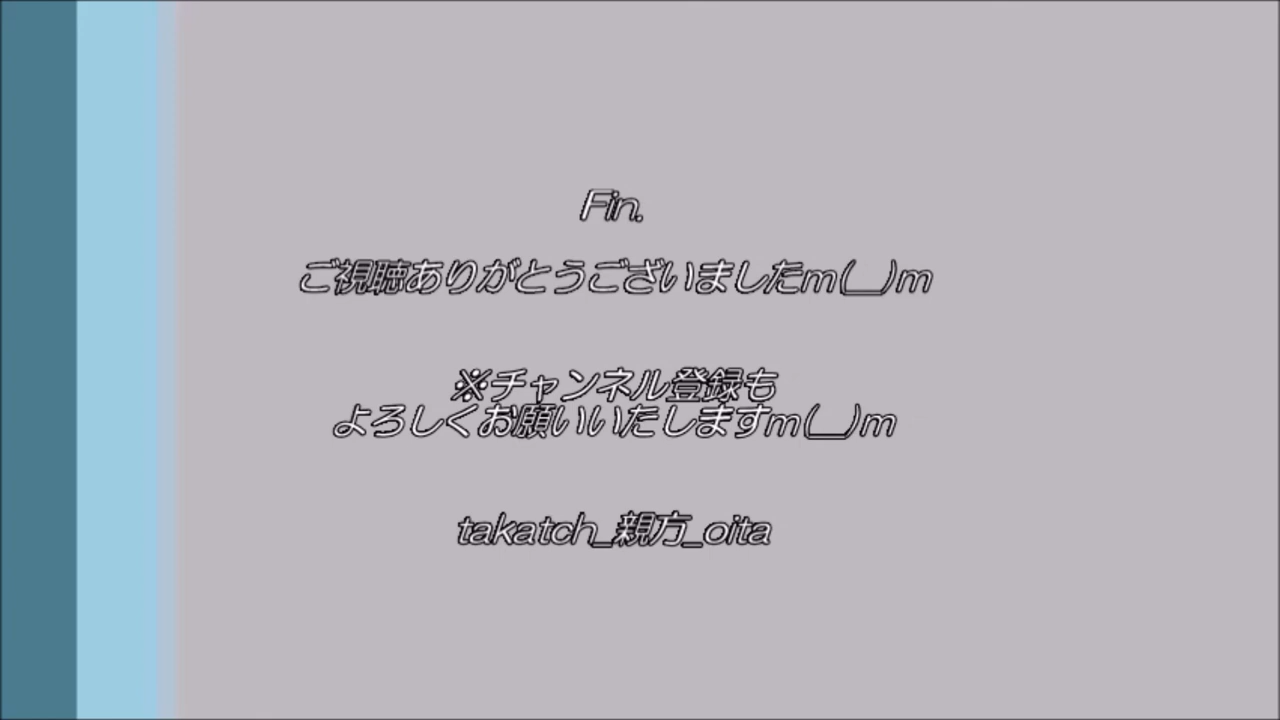 Fin.
ご視聴ありがとうございましたm(__)m
※チャンネル登録も
よろしくお願いいたしますm(__)m
takatch_親方_oita